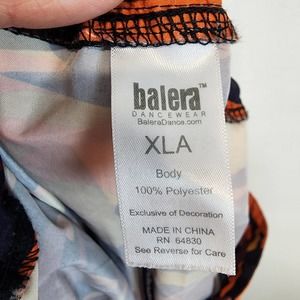 balera™
DANCEWEAR
BaleraDance.com
XLA
Body
100% Polyester
Exclusive of Decoration
MADE IN CHINA
RN 64830
See Reverse for Care